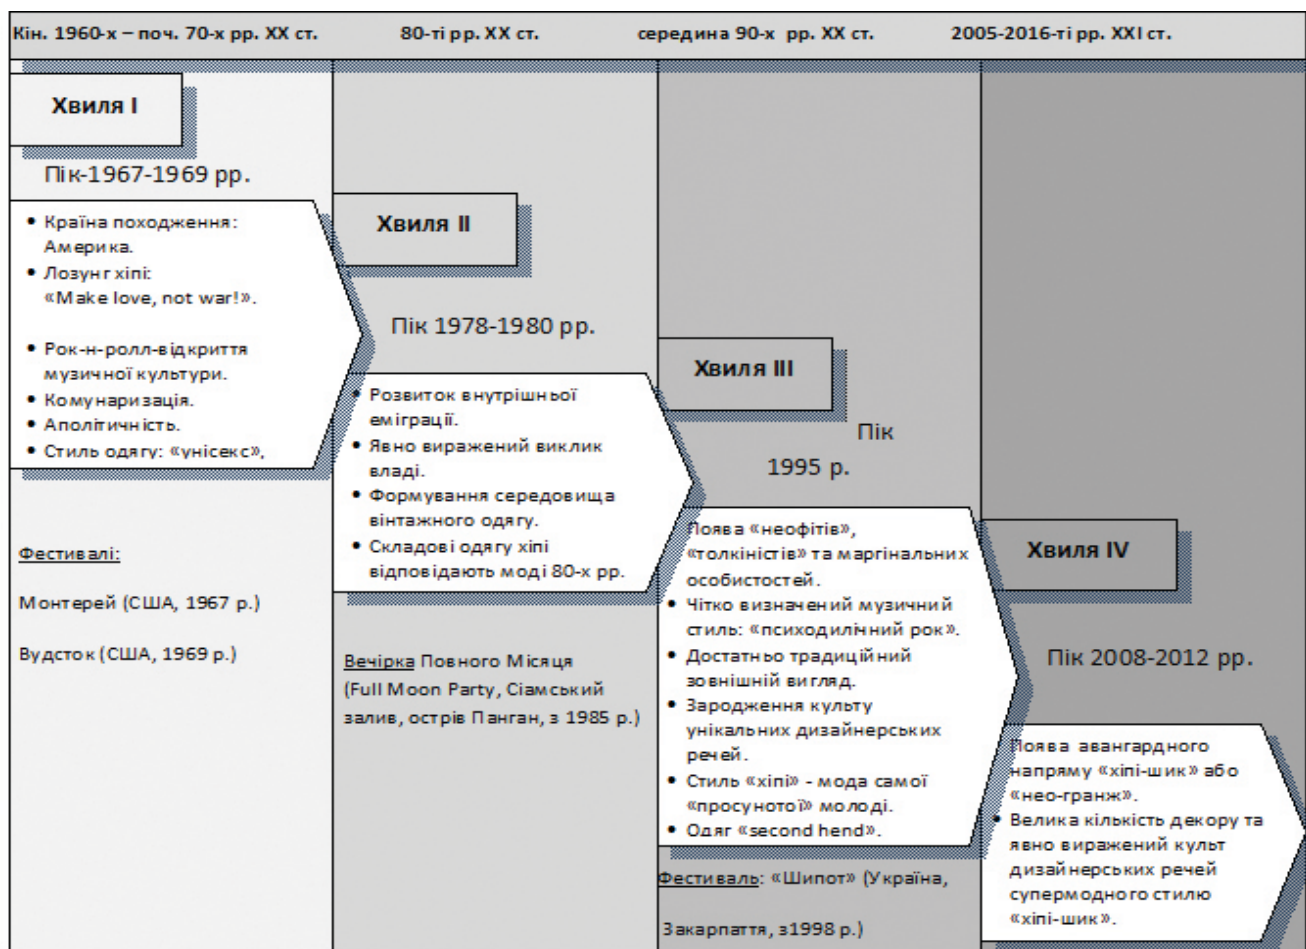 Кін. 1960-х – поч. 70-х рр. ХХ ст.
80-ті рр. ХХ ст.
середина 90-х рр. ХХ ст.
2005-2016-ті рр. ХХІ ст.
Хвиля І
Пік-1967-1969 рр.
• Країна походження:
Америка.
• Лозунг хіпі:
«Make love, not war!».
• Рок-н-ролл-відкриття
музичної культури.
• Комунаризація.
• Аполітичність.
• Стиль одягу: «унісекс»,
Фестивалі:
Монтерей (США, 1967 р.)
Вудсток (США, 1969 р.)
Хвиля ІІ
Пік 1978-1980 рр.
• Розвиток внутрішньої
еміграції.
• Явно виражений виклик
владі.
• Формування середовища
вінтажного одягу.
• Складові одягу хіпі
відповідають моді 80-х рр.
Вечірка Повного Місяця
(Full Moon Party, Сіамський
залив, острів Панган, з 1985 р.)
Хвиля ІІІ
Пік
1995 р.
Поява «неофітів»,
«толкіністів» та маргінальних
особистостей.
• Чітко визначений музичний
стиль: «психодилічний рок».
• Достатньо традиційний
зовнішній вигляд.
• Зародження культу
унікальних дизайнерських
речей.
• Стиль «хіпі» - мода самої
«просунотої» молоді.
• Одяг «second hend».
Фестиваль: «Шипот» (Україна,
Закарпаття, з1998 р.)
Хвиля IV
Пік 2008-2012 рр.
Поява авангардного
напряму «хіпі-шик» або
«нео-гранж».
• Велика кількість декору та
явно виражений культ
дизайнерських речей
супермодного стилю
«хіпі-шик».